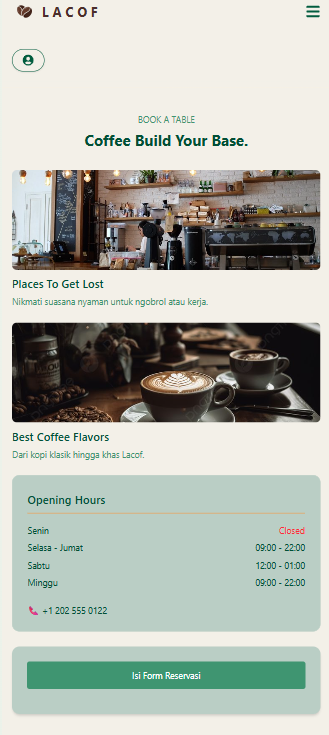 LACOF
BOOK A TABLE
Coffee Build Your Base.
Places To Get Lost
Nikmati suasana nyaman untuk ngobrol atau kerja.
Best Coffee Flavors
Dari kopi klasik hingga khas Lacof.
Opening Hours
Senin Closed
Selasa - Jumat 09:00 - 22:00
Sabtu 12:00 - 01:00
Minggu 09:00 - 22:00
+1 202 555 0122
Isi Form Reservasi